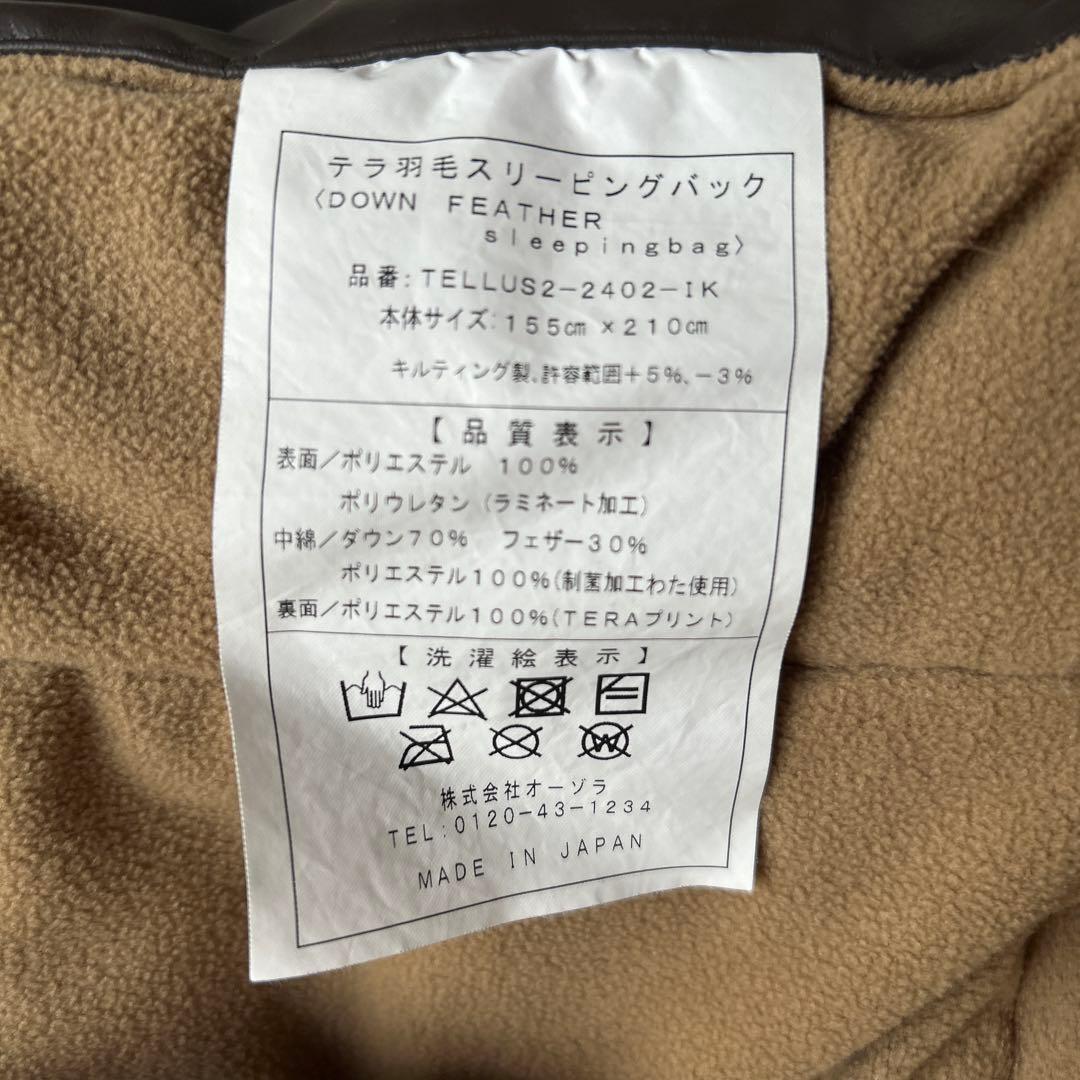 テラ羽毛スリーピングバック
〈DOWN FEATHER
sleepingbag〉
品番:TELLUS2-2402-IK
本体サイズ:155㎝×210㎝
キルティング製、許容範囲+5%、-3%
【品質表示】
表面/ポリエステル 100%
ポリウレタン(ラミネート加工)
中綿/ダウン70% フェザー30%
ポリエステル100%(制菌加工わた使用)
裏面/ポリエステル100%(TERAプリント)
【洗濯絵表示】
W
株式会社オーゾラ
TEL:0120-43-1234
MADE IN JAPAN